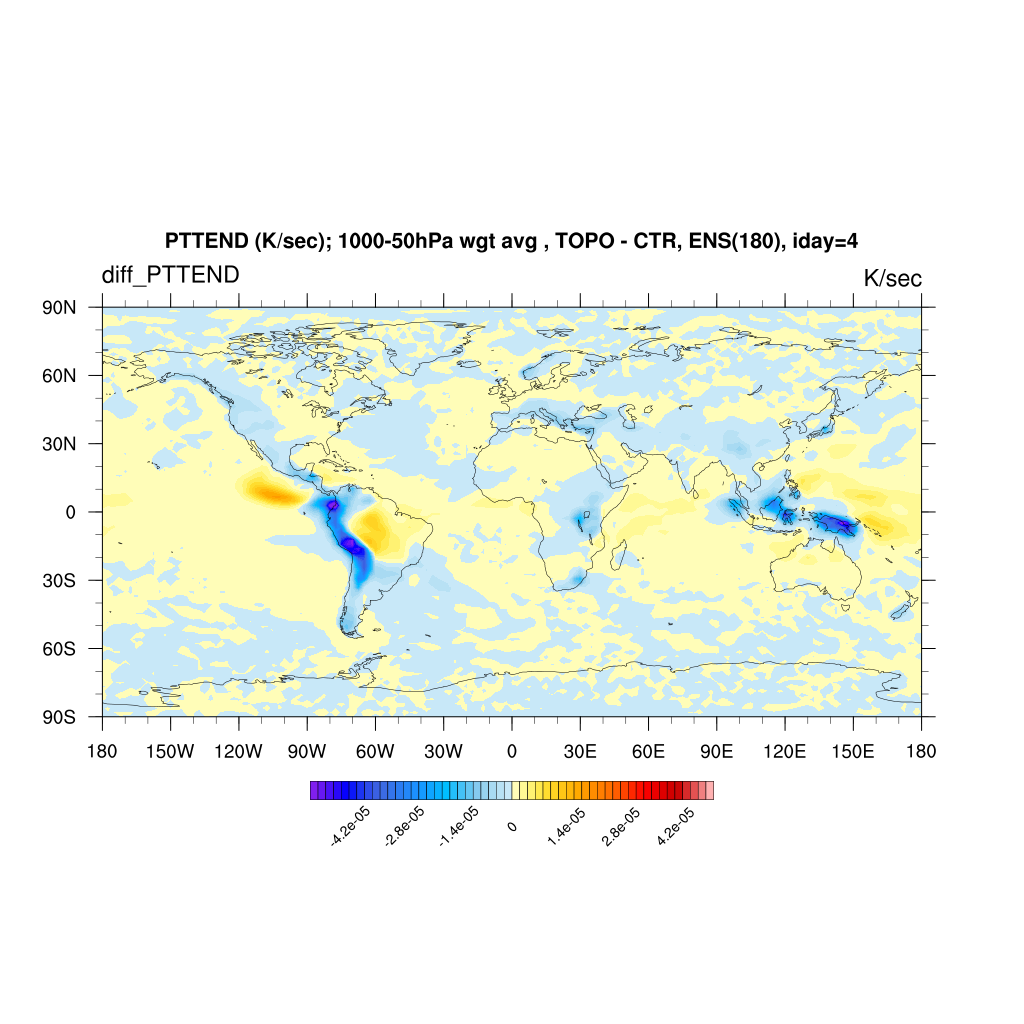 PTTEND (K/sec); 1000-50hPa wgt avg , TOPO - CTR, ENS(180), iday=4
diff_PTTEND K/sec
90N
60N
30N
0
30S
60S
90S
180 150W 120W 90W 60W 30W 0 30E 60E 90E 120E 150E 180
-4.2e-05 -2.8e-05 -1.4e-05 0 1.4e-05 2.8e-05 4.2e-05